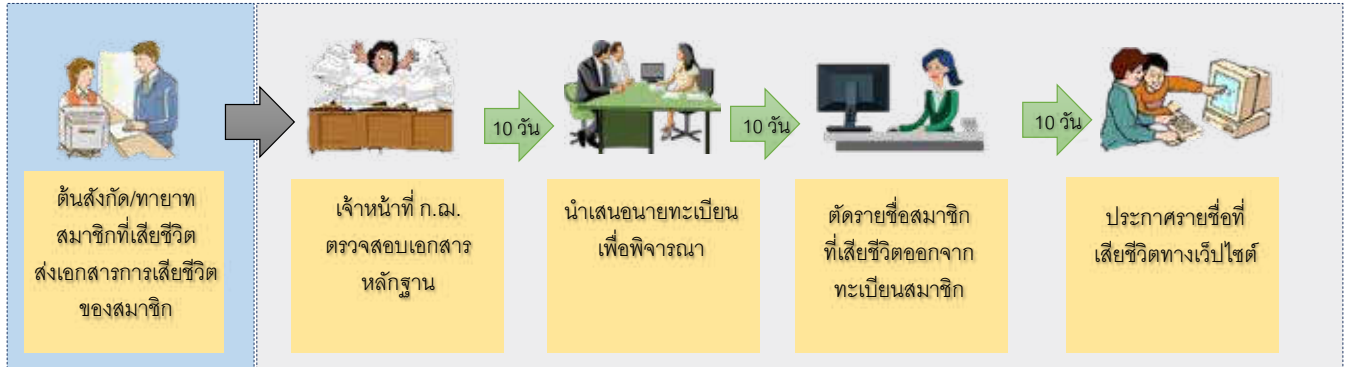 ต้นสังกัด/ทายาท
สมาชิกที่เสียชีวิต
ส่งเอกสารการเสียชีวิต
ของสมาชิก
เจ้าหน้าที่ ก.ฌ.
ตรวจสอบเอกสาร
หลักฐาน
10 วัน
นำเสนอนายทะเบียน
เพื่อพิจารณา
10 วัน
ตัดรายชื่อสมาชิก
ที่เสียชีวิตออกจาก
ทะเบียนสมาชิก
10 วัน
ประกาศรายชื่อที่
เสียชีวิตทางเว็บไซต์